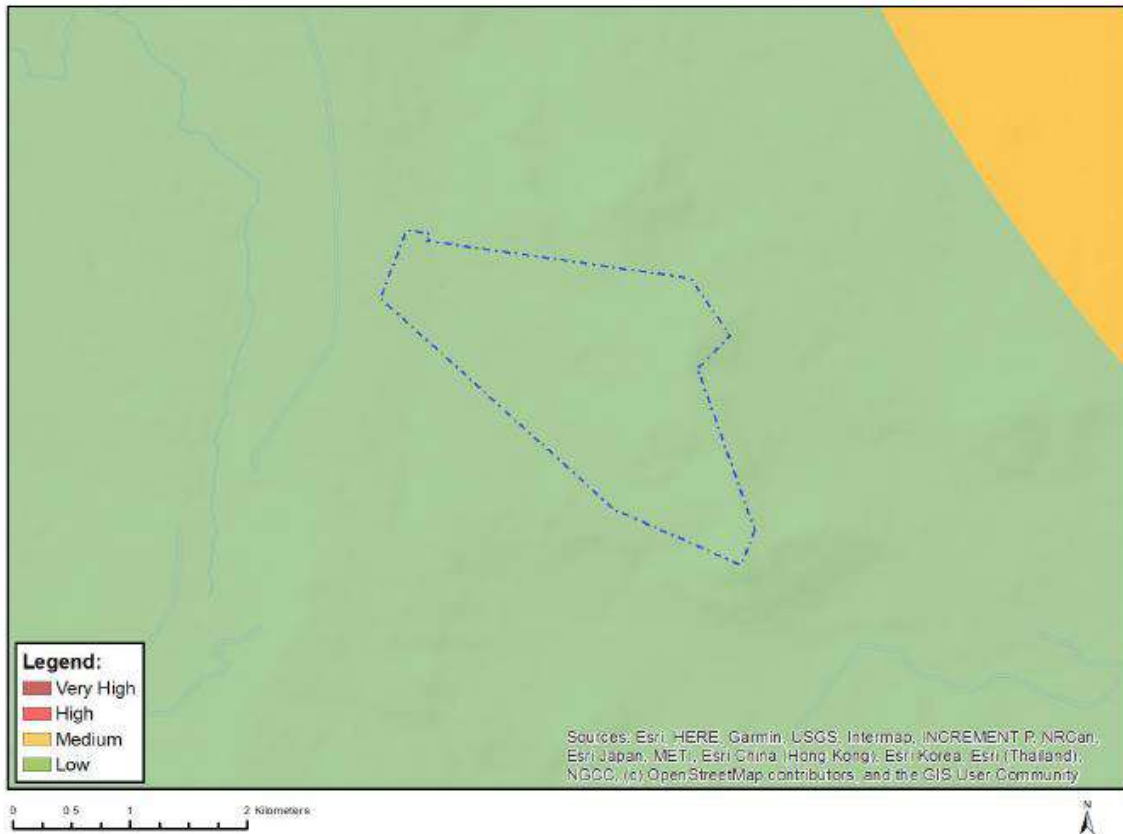 Legend:
Very High
High
Medium
Low
Sources: Esri, HERE, Garmin, USGS, Intermap, INCREMENT P, NRCan,
Esri Japan, METI, Esri China (Hong Kong), Esri Korea, Esri (Thailand),
NGCC, (c) OpenStreetMap contributors, and the GIS User Community
0 0.5 1 2 Kilometers
N